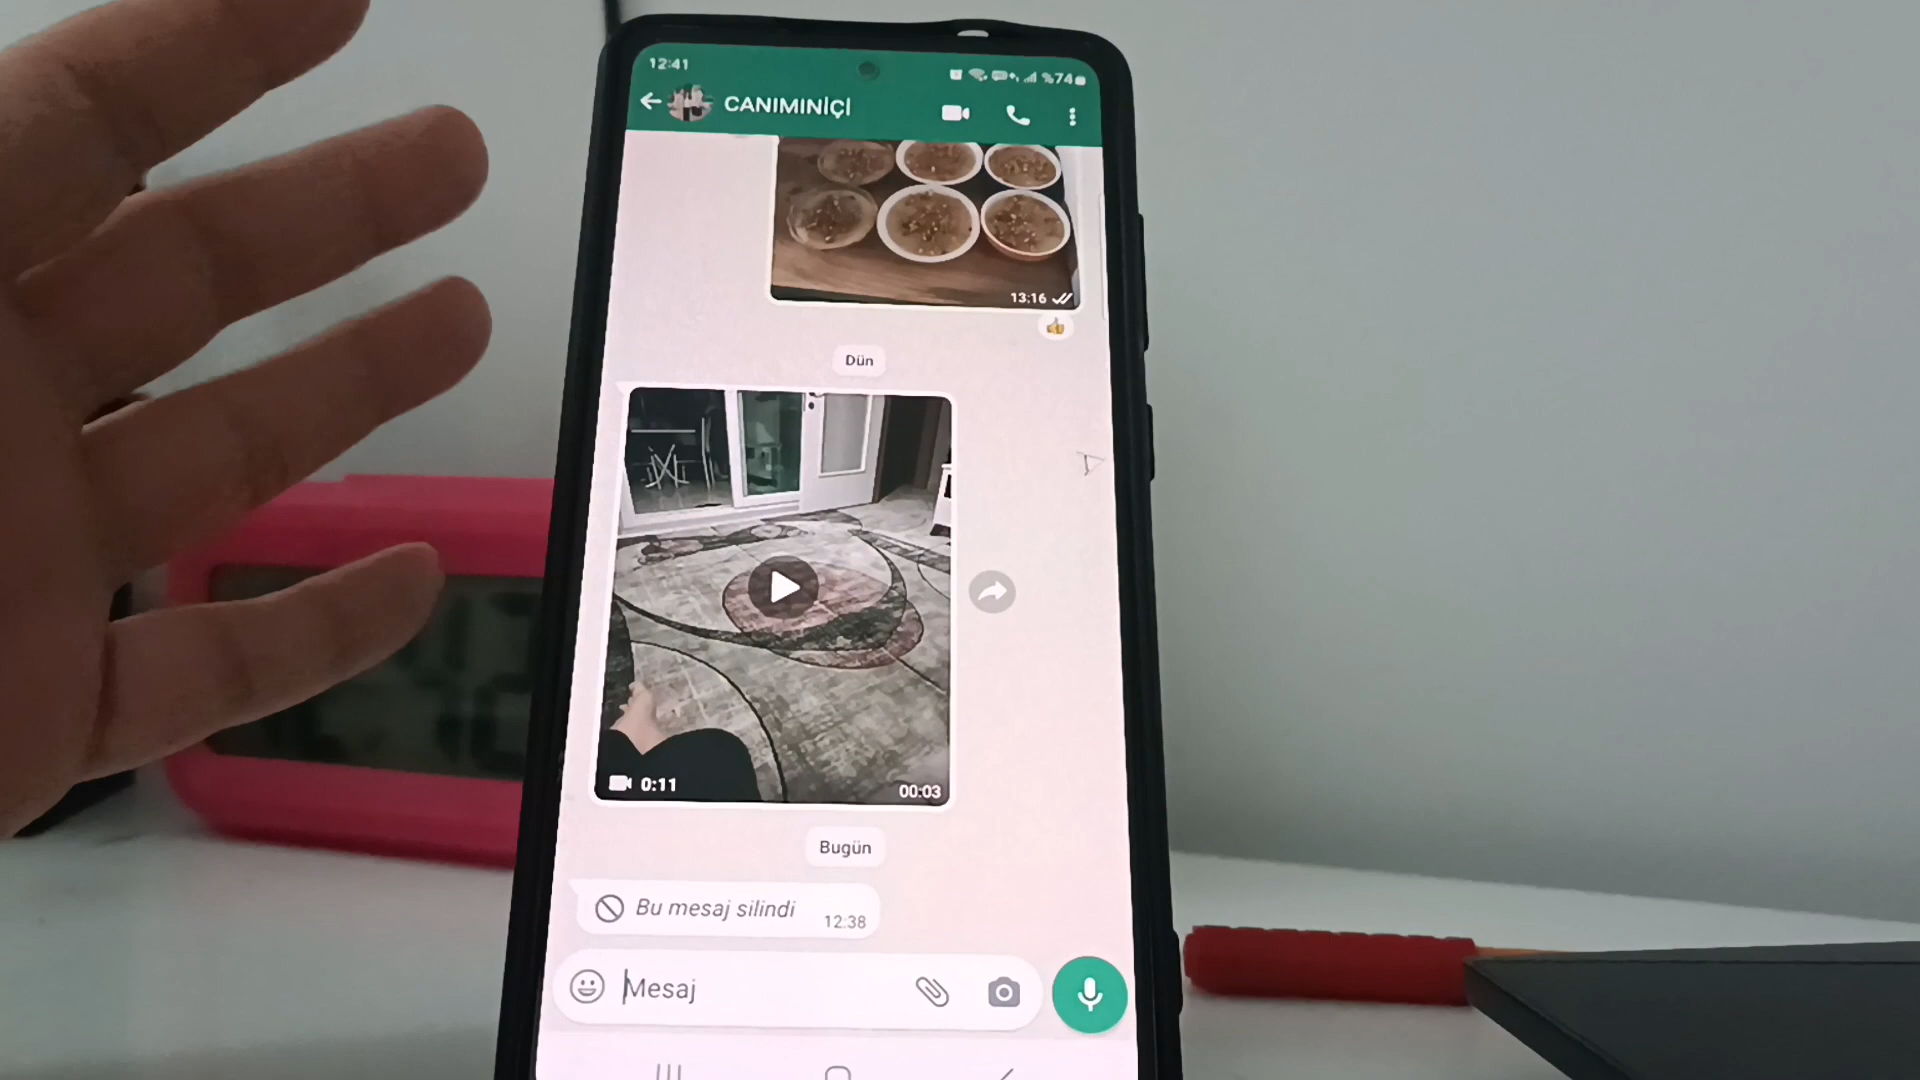 12:41
%74
CANIMINİÇİ
13:16
Dün
0:11
00:03
Bugün
Bu mesaj silindi
12:38
Mesaj